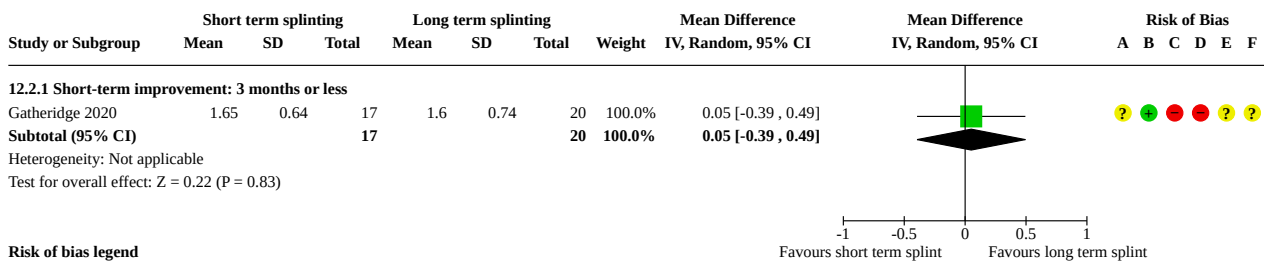 Short term splinting Long term splinting Mean Difference Mean Difference Risk of Bias
Study or Subgroup Mean SD Total Mean SD Total Weight IV, Random, 95% CI IV, Random, 95% CI A B C D E F
12.2.1 Short-term improvement: 3 months or less
Gatheridge 2020 1.65 0.64 17 1.6 0.74 20 100.0% 0.05 [-0.39 , 0.49] ? + − − ? ?
Subtotal (95% CI) 17 20 100.0% 0.05 [-0.39 , 0.49]
Heterogeneity: Not applicable
Test for overall effect: Z = 0.22 (P = 0.83)
-1 -0.5 0 0.5 1
Favours short term splint Favours long term splint
Risk of bias legend